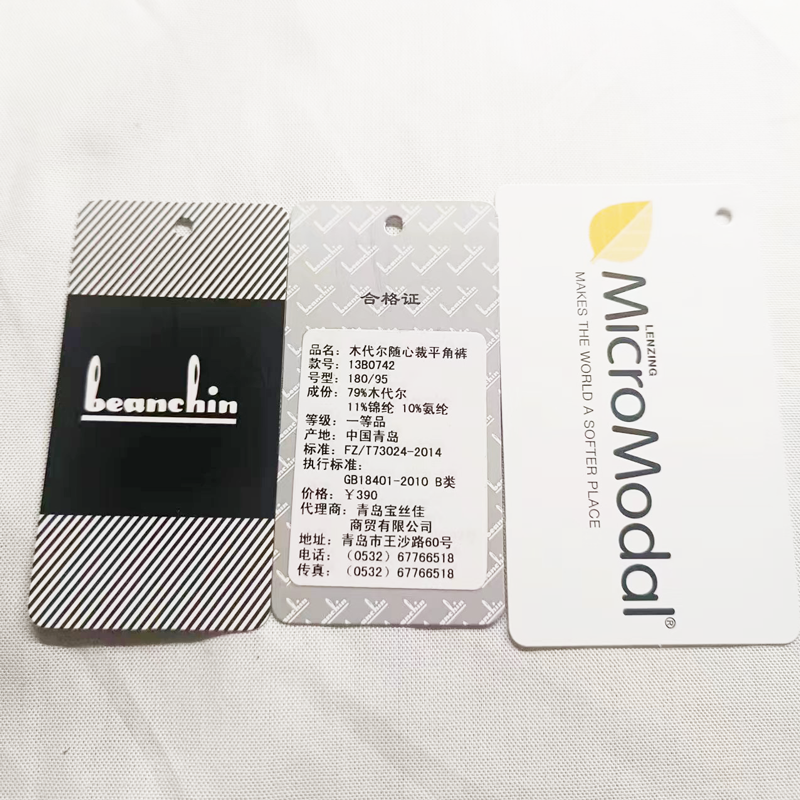 beanchin
合格证
品名：木代尔随心裁平角裤
款号：13B0742
号型：180/95
成份：79%木代尔
11%锦纶 10%氨纶
等级：一等品
产地：中国青岛
标准：FZ/T73024-2014
执行标准：
GB18401-2010 B类
价格：￥390
代理商：青岛宝丝佳
商贸有限公司
地址：青岛市王沙路60号
电话：（0532）67766518
传真：（0532）67766518
LENZING
MicroModal®
MAKES THE WORLD A SOFTER PLACE